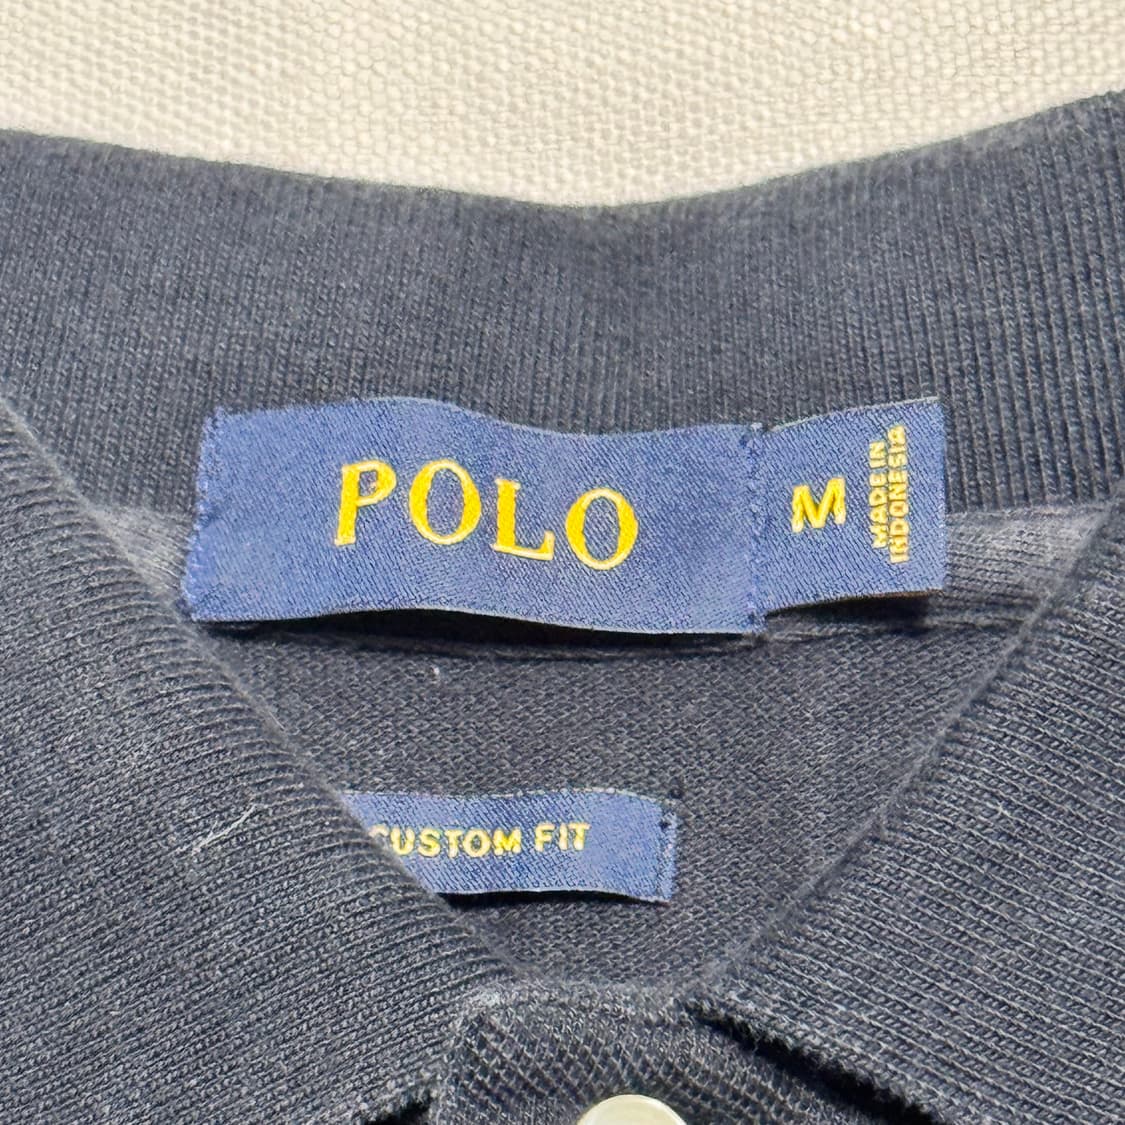 POLO
M
MADE IN
INDONESIA
CUSTOM FIT